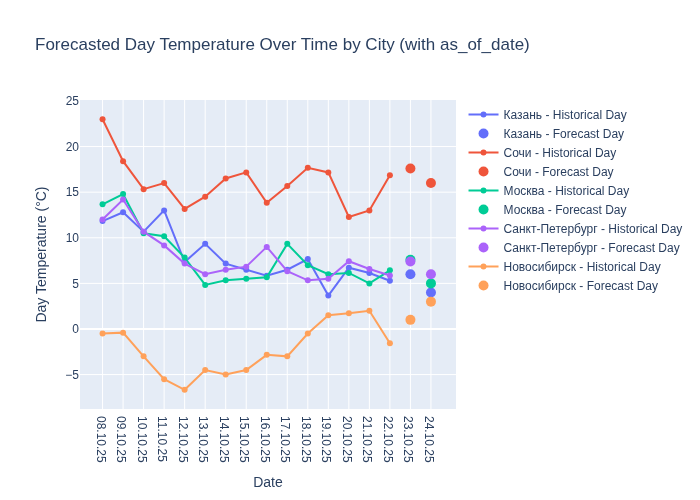 Forecasted Day Temperature Over Time by City (with as_of_date)
25
20
15
10
5
0
−5
Day Temperature (°C)
08.10.25
09.10.25
10.10.25
11.10.25
12.10.25
13.10.25
14.10.25
15.10.25
16.10.25
17.10.25
18.10.25
19.10.25
20.10.25
21.10.25
22.10.25
23.10.25
24.10.25
Date
Казань - Historical Day
Казань - Forecast Day
Сочи - Historical Day
Сочи - Forecast Day
Москва - Historical Day
Москва - Forecast Day
Санкт-Петербург - Historical Day
Санкт-Петербург - Forecast Day
Новосибирск - Historical Day
Новосибирск - Forecast Day